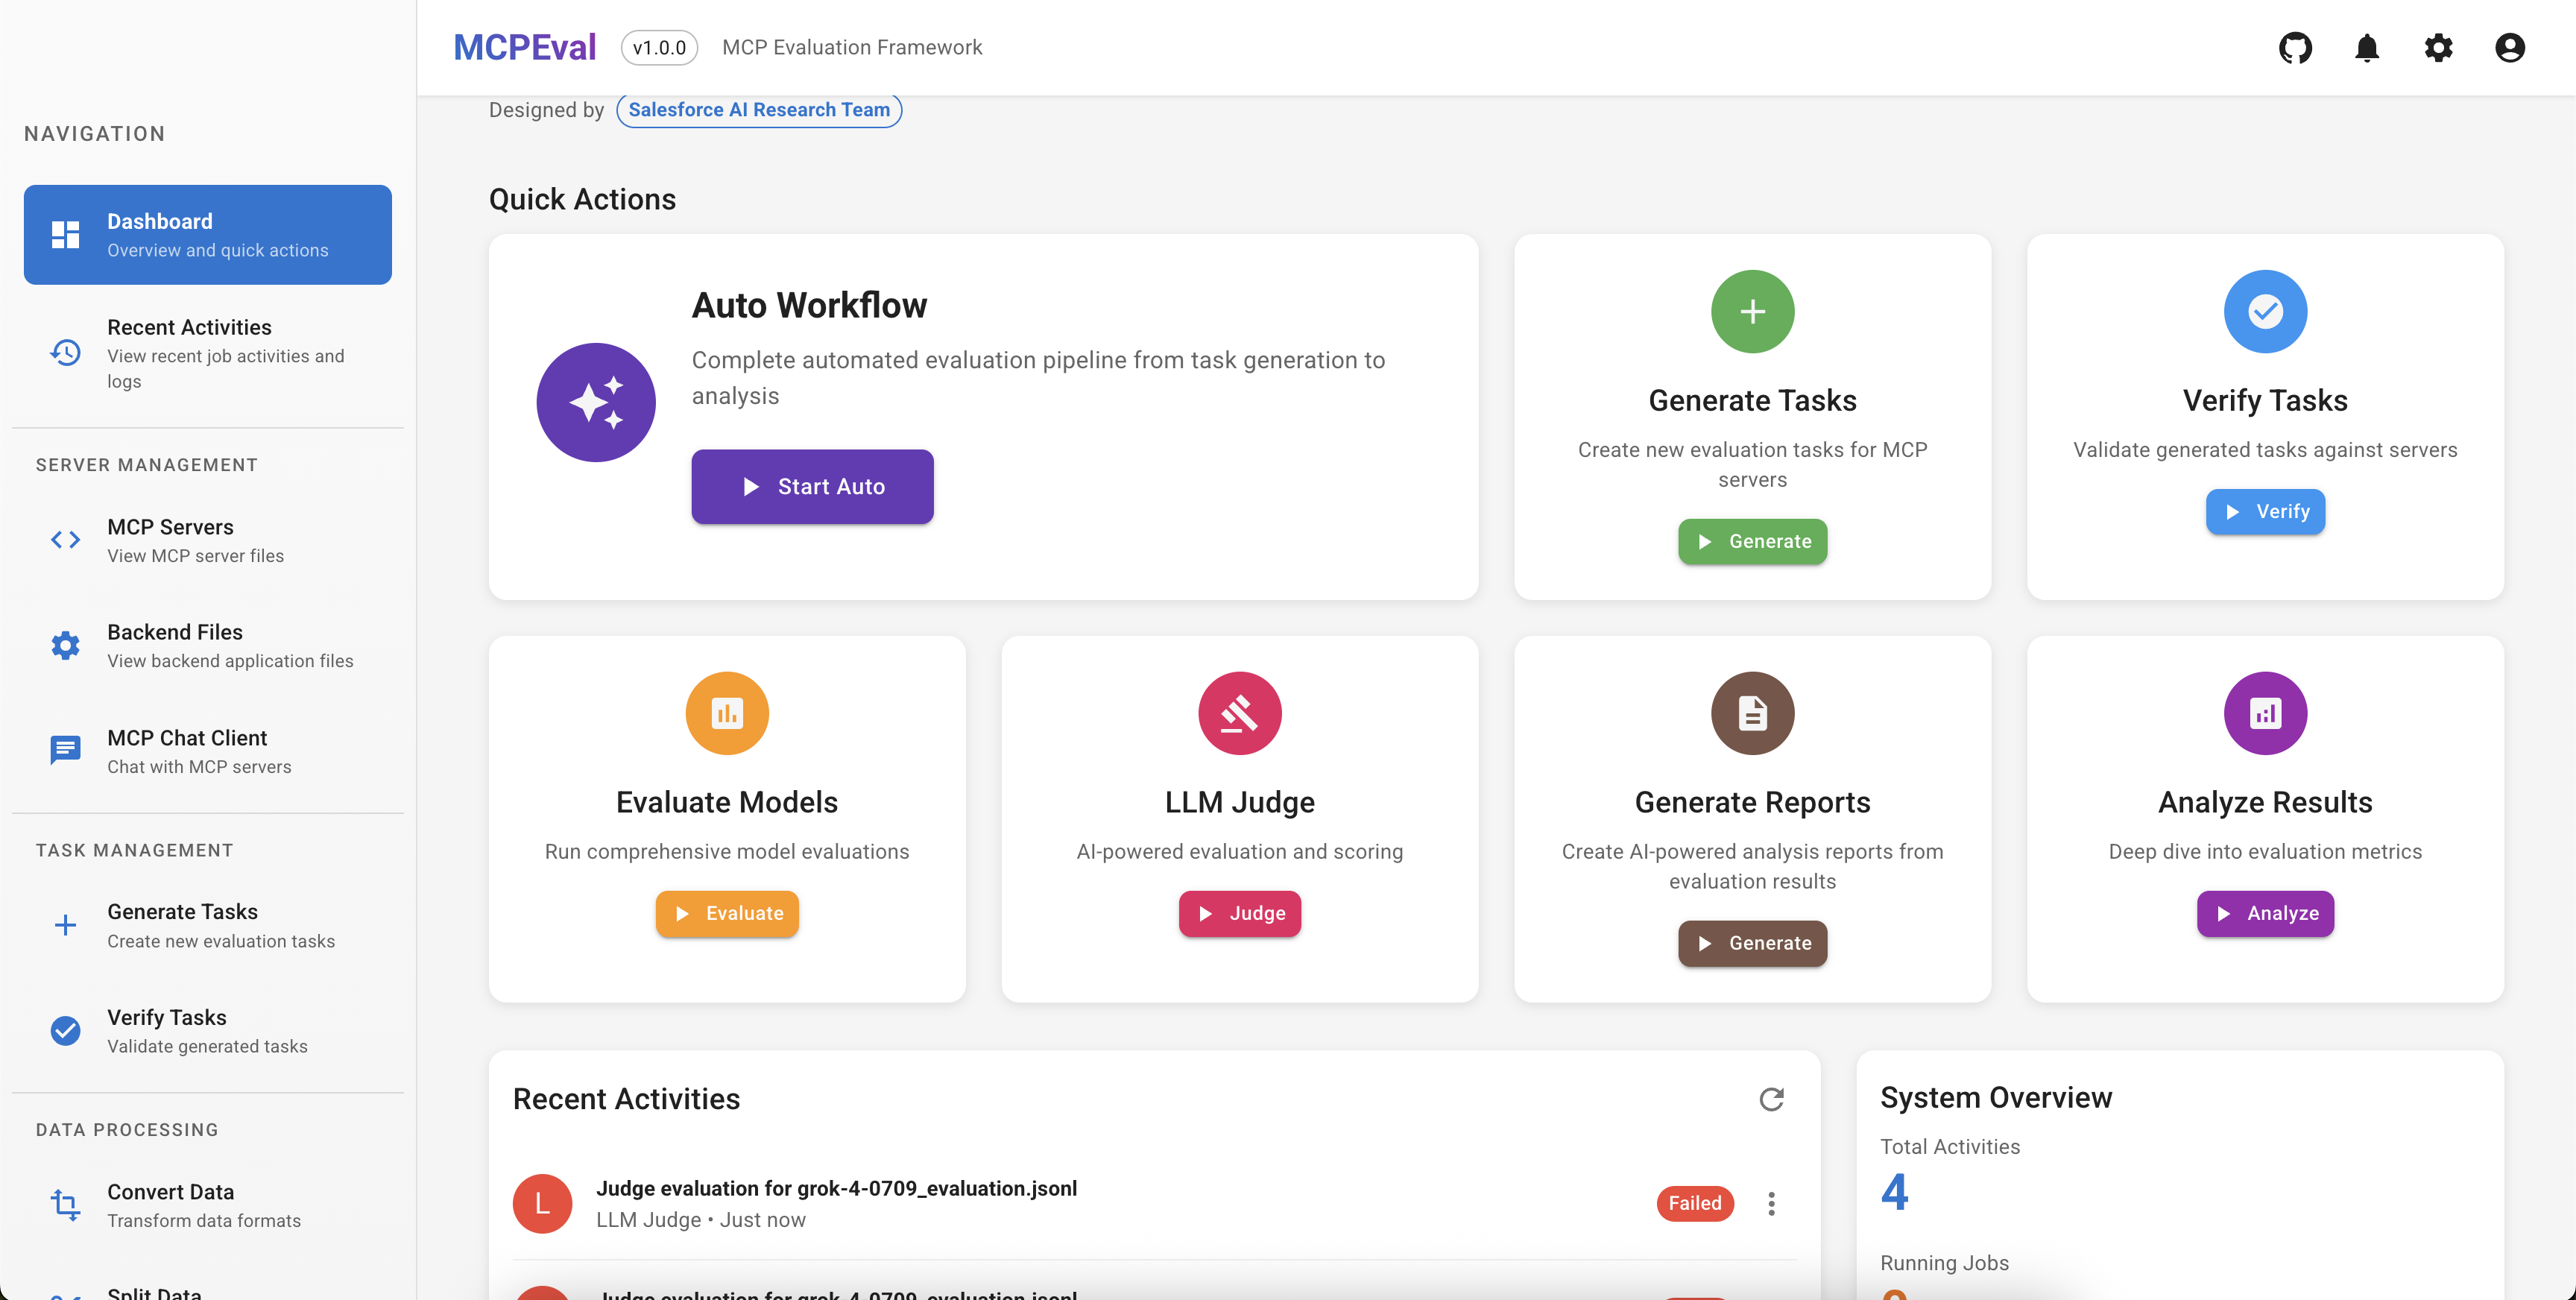 MCPEval
v1.0.0
MCP Evaluation Framework
NAVIGATION
Dashboard
Overview and quick actions
Recent Activities
View recent job activities and
logs
SERVER MANAGEMENT
MCP Servers
View MCP server files
Backend Files
View backend application files
MCP Chat Client
Chat with MCP servers
TASK MANAGEMENT
Generate Tasks
Create new evaluation tasks
Verify Tasks
Validate generated tasks
DATA PROCESSING
Convert Data
Transform data formats
Split Data
Designed by
Salesforce AI Research Team
Quick Actions
Auto Workflow
Complete automated evaluation pipeline from task generation to
analysis
Start Auto
Generate Tasks
Create new evaluation tasks for MCP
servers
Generate
Verify Tasks
Validate generated tasks against servers
Verify
Evaluate Models
Run comprehensive model evaluations
Evaluate
LLM Judge
AI-powered evaluation and scoring
Judge
Generate Reports
Create AI-powered analysis reports from
evaluation results
Generate
Analyze Results
Deep dive into evaluation metrics
Analyze
Recent Activities
L
Judge evaluation for grok-4-0709_evaluation.jsonl
LLM Judge • Just now
Failed
Judge evaluation for grok-4-0709_evaluation.jsonl
System Overview
Total Activities
4
Running Jobs